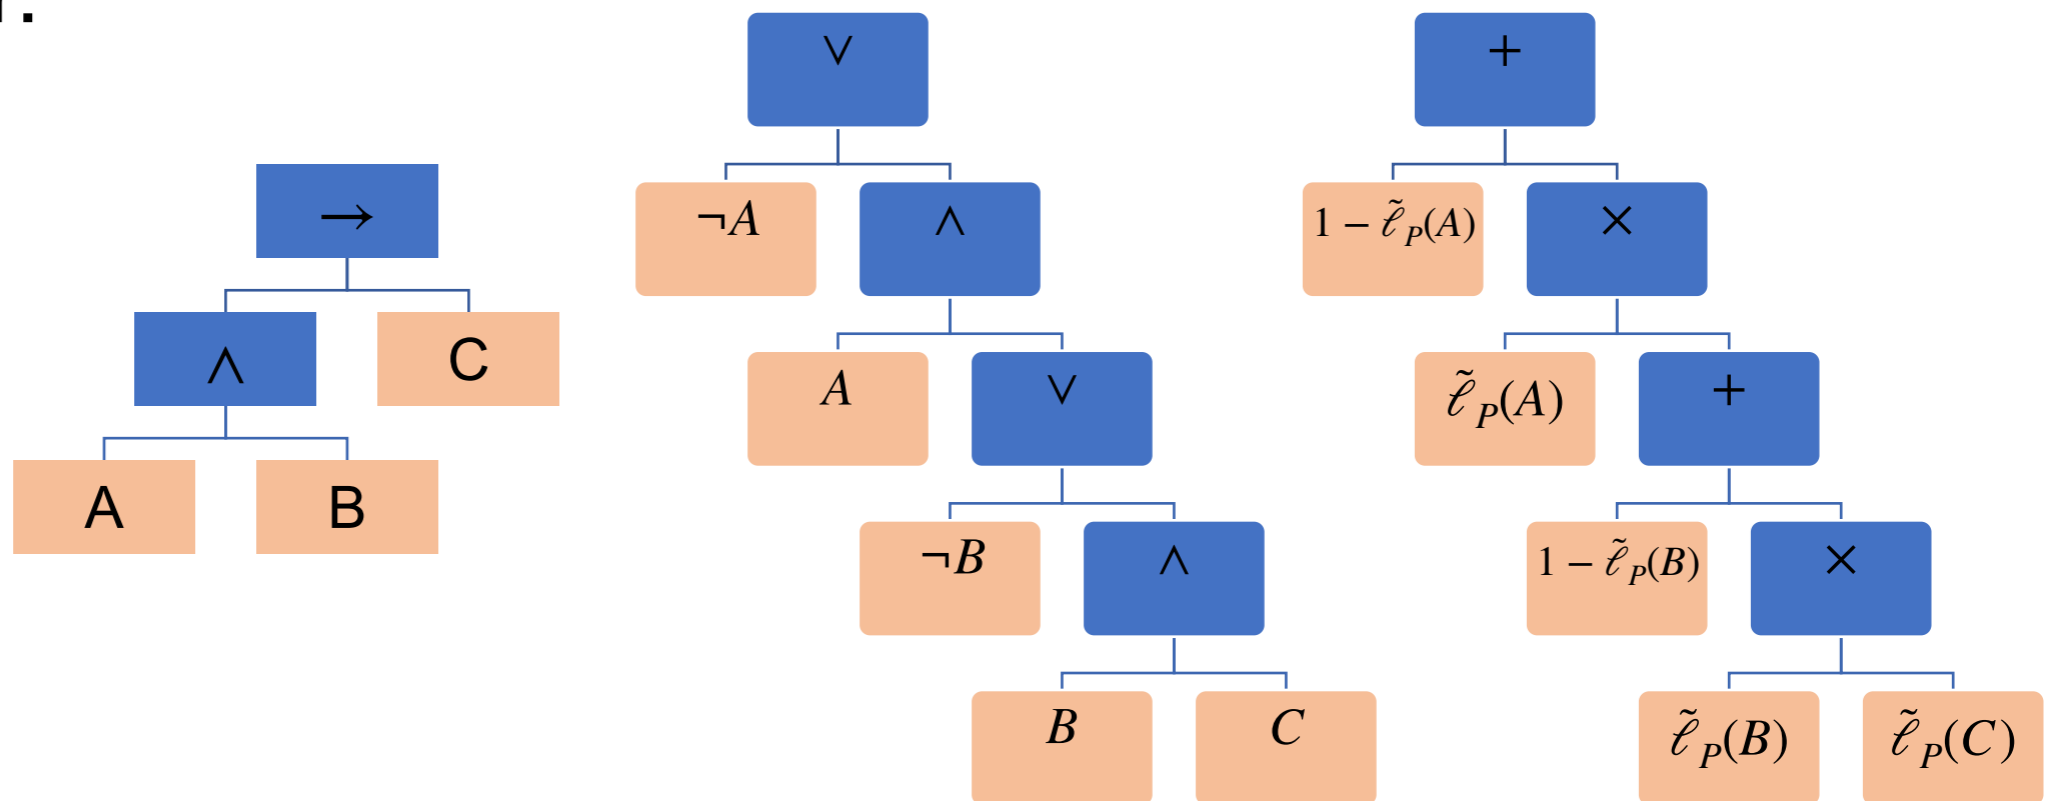 →
∧ C
A B
∨
¬A ∧
A ∨
¬B ∧
B C
+
1 − ℓ̃_P(A) ×
ℓ̃_P(A) +
1 − ℓ̃_P(B) ×
ℓ̃_P(B) ℓ̃_P(C)